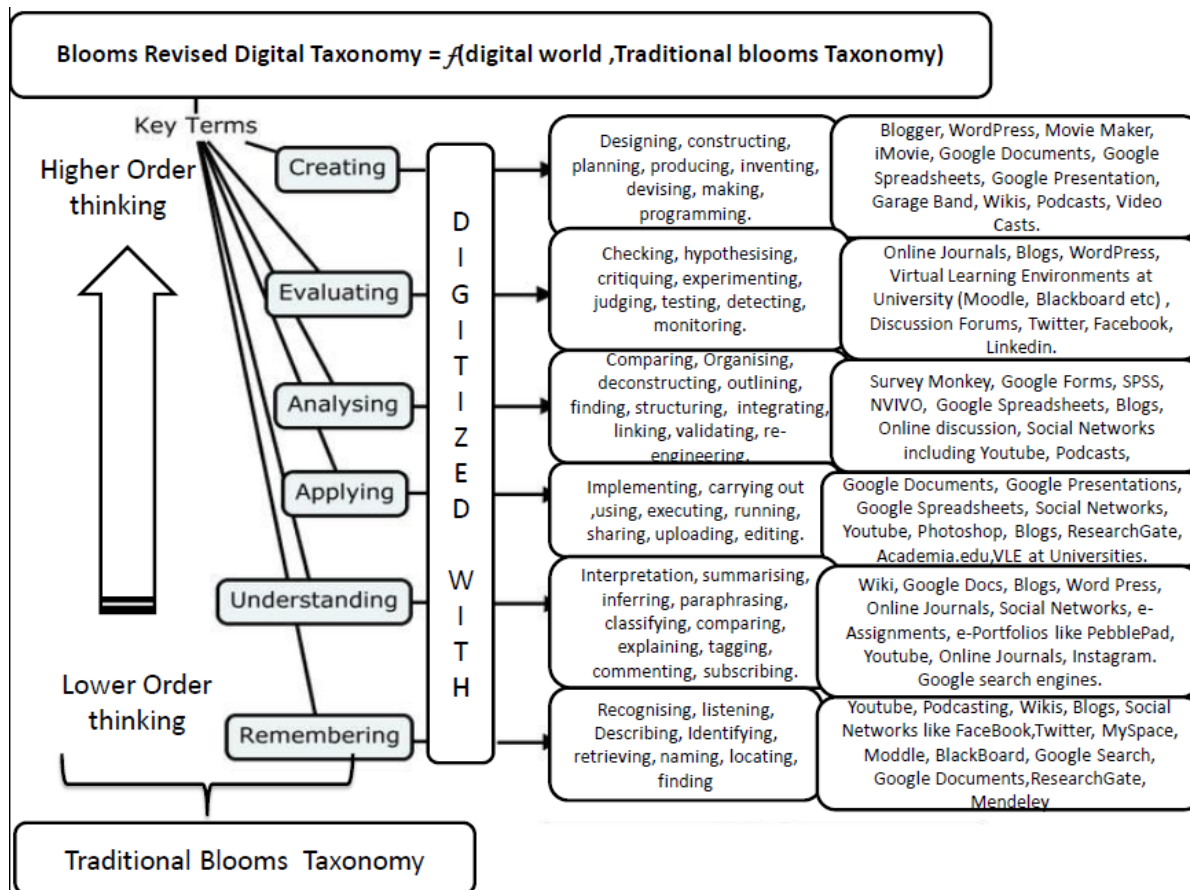 Blooms Revised Digital Taxonomy = f(digital world ,Traditional blooms Taxonomy)
Key Terms
Higher Order
thinking
Lower Order
thinking
Creating
Evaluating
Analysing
Applying
Understanding
Remembering
DIGITIZED WITH
Designing, constructing,
planning, producing, inventing,
devising, making,
programming.
Blogger, WordPress, Movie Maker,
iMovie, Google Documents, Google
Spreadsheets, Google Presentation,
Garage Band, Wikis, Podcasts, Video
Casts.
Checking, hypothesising,
critiquing, experimenting,
judging, testing, detecting,
monitoring.
Online Journals, Blogs, WordPress,
Virtual Learning Environments at
University (Moodle, Blackboard etc) ,
Discussion Forums, Twitter, Facebook,
Linkedin.
Comparing, Organising,
deconstructing, outlining,
finding, structuring, integrating,
linking, validating, re-
engineering.
Survey Monkey, Google Forms, SPSS,
NVIVO, Google Spreadsheets, Blogs,
Online discussion, Social Networks
including Youtube, Podcasts,
Implementing, carrying out
,using, executing, running,
sharing, uploading, editing.
Google Documents, Google Presentations,
Google Spreadsheets, Social Networks,
Youtube, Photoshop, Blogs, ResearchGate,
Academia.edu,VLE at Universities.
Interpretation, summarising,
inferring, paraphrasing,
classifying, comparing,
explaining, tagging,
commenting, subscribing.
Wiki, Google Docs, Blogs, Word Press,
Online Journals, Social Networks, e-
Assignments, e-Portfolios like PebblePad,
Youtube, Online Journals, Instagram.
Google search engines.
Recognising, listening,
Describing, Identifying,
retrieving, naming, locating,
finding
Youtube, Podcasting, Wikis, Blogs, Social
Networks like FaceBook,Twitter, MySpace,
Moddle, BlackBoard, Google Search,
Google Documents,ResearchGate,
Mendeley
Traditional Blooms Taxonomy